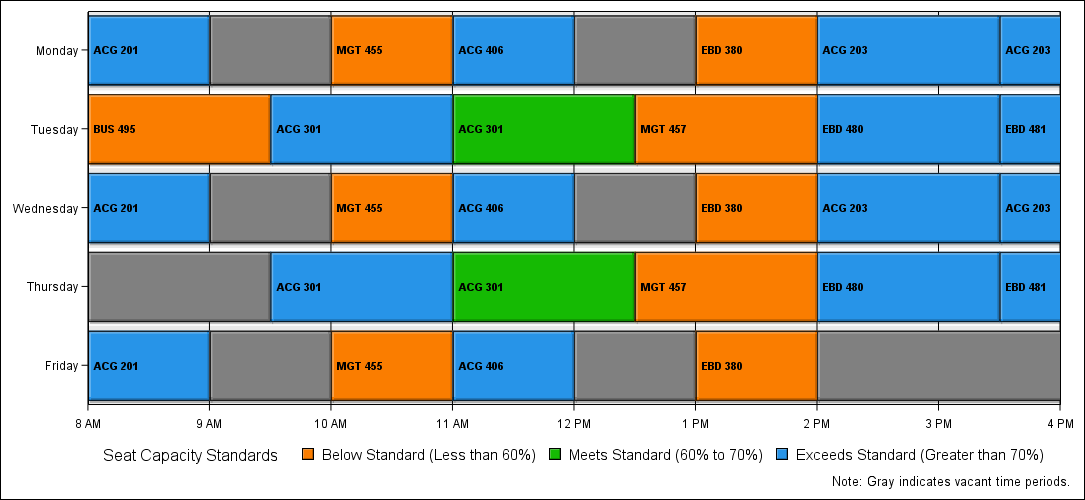 Monday ACG 201 MGT 455 ACG 406 EBD 380 ACG 203 ACG 203
Tuesday BUS 495 ACG 301 ACG 301 MGT 457 EBD 480 EBD 481
Wednesday ACG 201 MGT 455 ACG 406 EBD 380 ACG 203 ACG 203
Thursday ACG 301 ACG 301 MGT 457 EBD 480 EBD 481
Friday ACG 201 MGT 455 ACG 406 EBD 380
8 AM 9 AM 10 AM 11 AM 12 PM 1 PM 2 PM 3 PM 4 PM
Seat Capacity Standards Below Standard (Less than 60%) Meets Standard (60% to 70%) Exceeds Standard (Greater than 70%)
Note: Gray indicates vacant time periods.